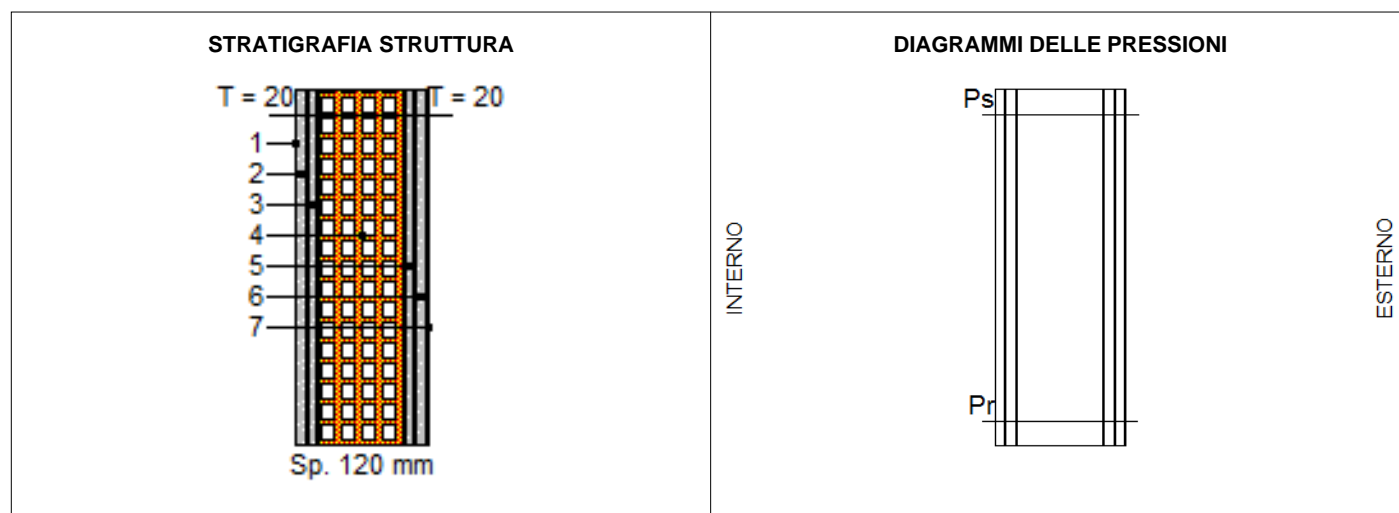 STRATIGRAFIA STRUTTURA
T = 20 T = 20
1
2
3
4
5
6
7
Sp. 120 mm
DIAGRAMMI DELLE PRESSIONI
Ps
INTERNO
ESTERNO
Pr